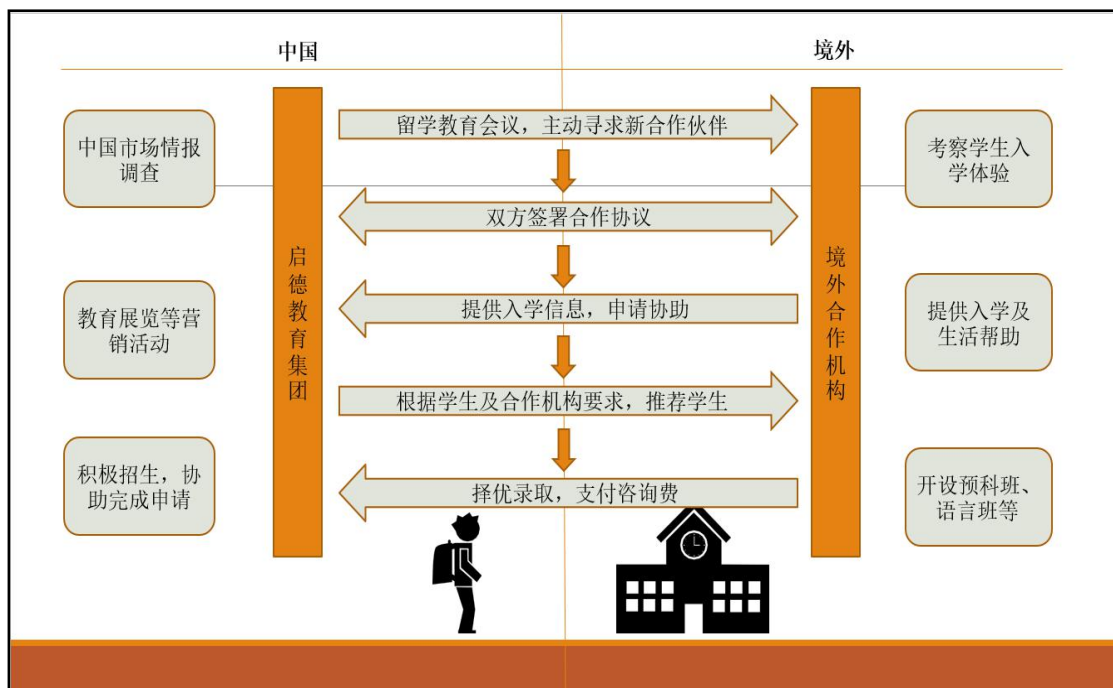 中国
境外
中国市场情报
调查
教育展览等营
销活动
积极招生，协
助完成申请
启德教育集团
留学教育会议，主动寻求新合作伙伴
双方签署合作协议
提供入学信息，申请协助
根据学生及合作机构要求，推荐学生
择优录取，支付咨询费
境外合作机构
考察学生入
学体验
提供入学及
生活帮助
开设预科班、
语言班等